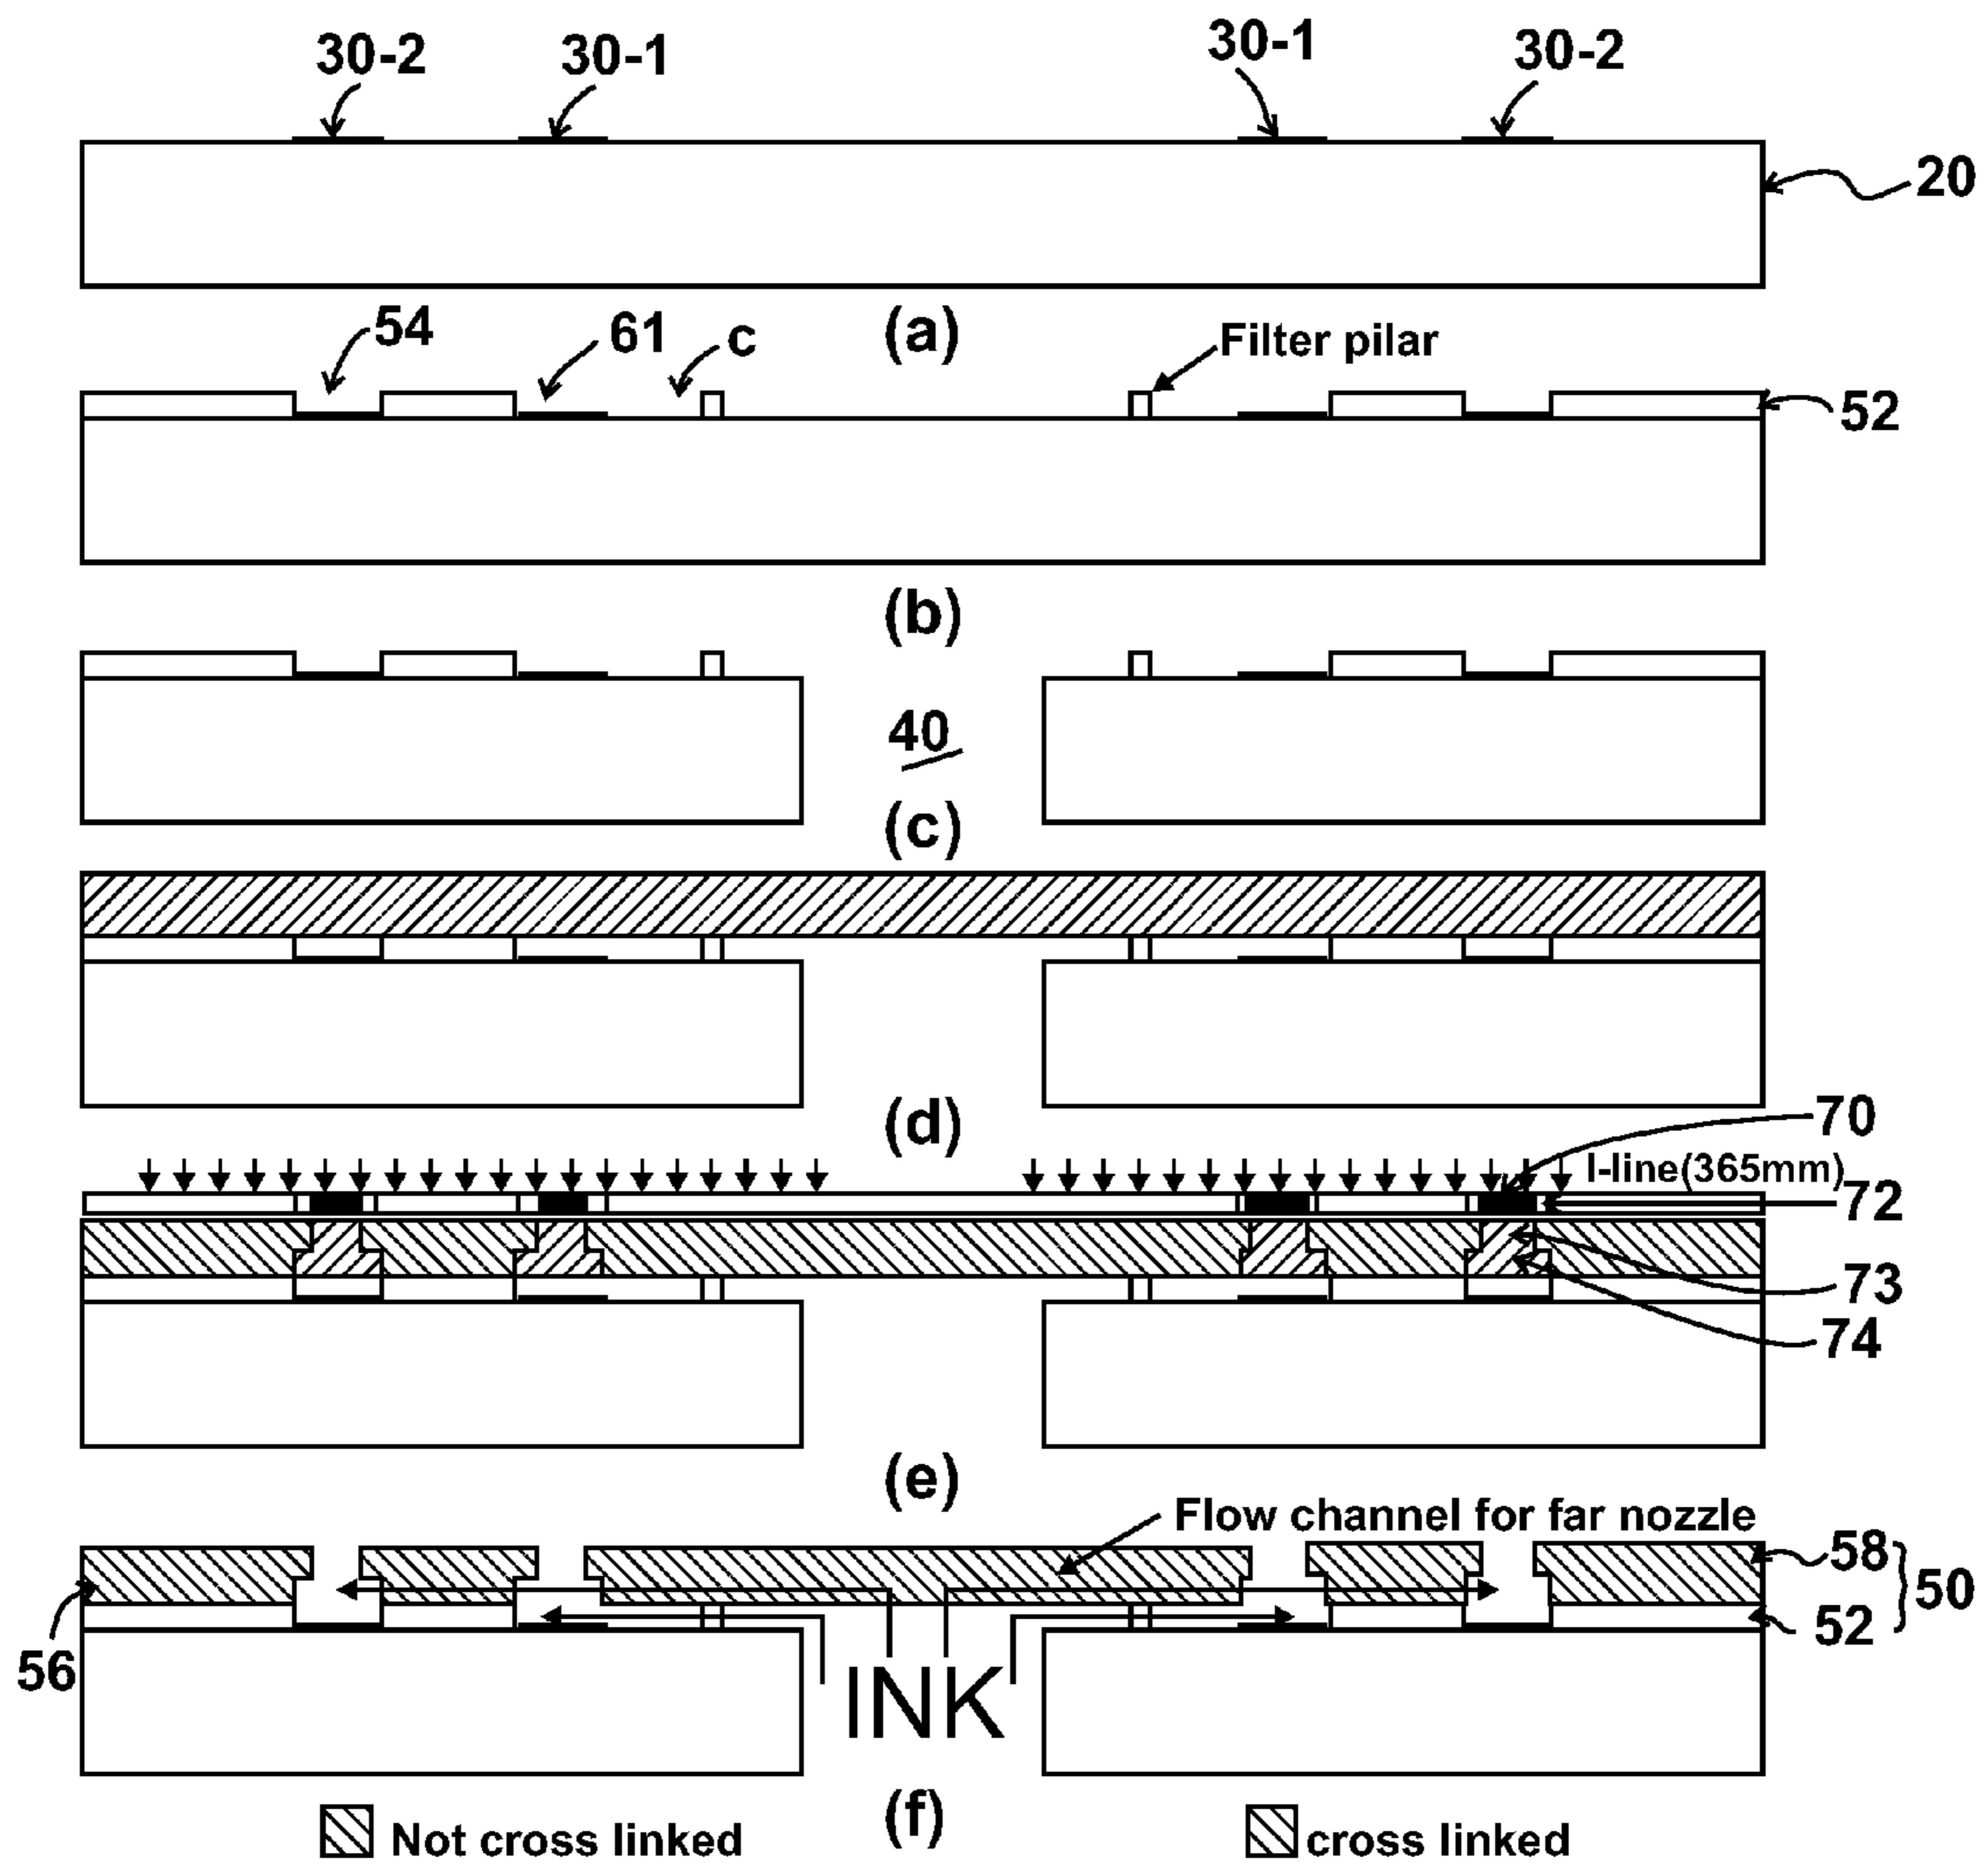 30-2 30-1 30-1 30-2
20
(a)
54 61 c Filter pilar
52
(b)
40
(c)
(d)
70
I-line(365mm)
72
73
74
(e)
Flow channel for far nozzle
58
50
52
56
INK
(f)
Not cross linked cross linked